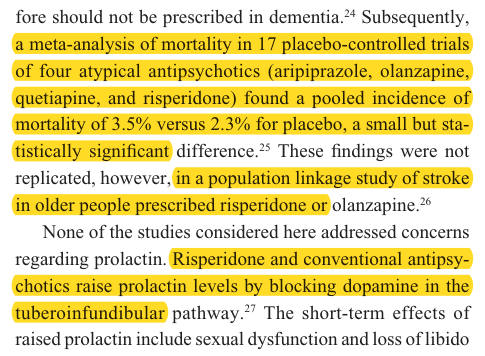 fore should not be prescribed in dementia.24 Subsequently,
a meta-analysis of mortality in 17 placebo-controlled trials
of four atypical antipsychotics (aripiprazole, olanzapine,
quetiapine, and risperidone) found a pooled incidence of
mortality of 3.5% versus 2.3% for placebo, a small but sta-
tistically significant difference.25 These findings were not
replicated, however, in a population linkage study of stroke
in older people prescribed risperidone or olanzapine.26
None of the studies considered here addressed concerns
regarding prolactin. Risperidone and conventional antipsy-
chotics raise prolactin levels by blocking dopamine in the
tuberoinfundibular pathway.27 The short-term effects of
raised prolactin include sexual dysfunction and loss of libido